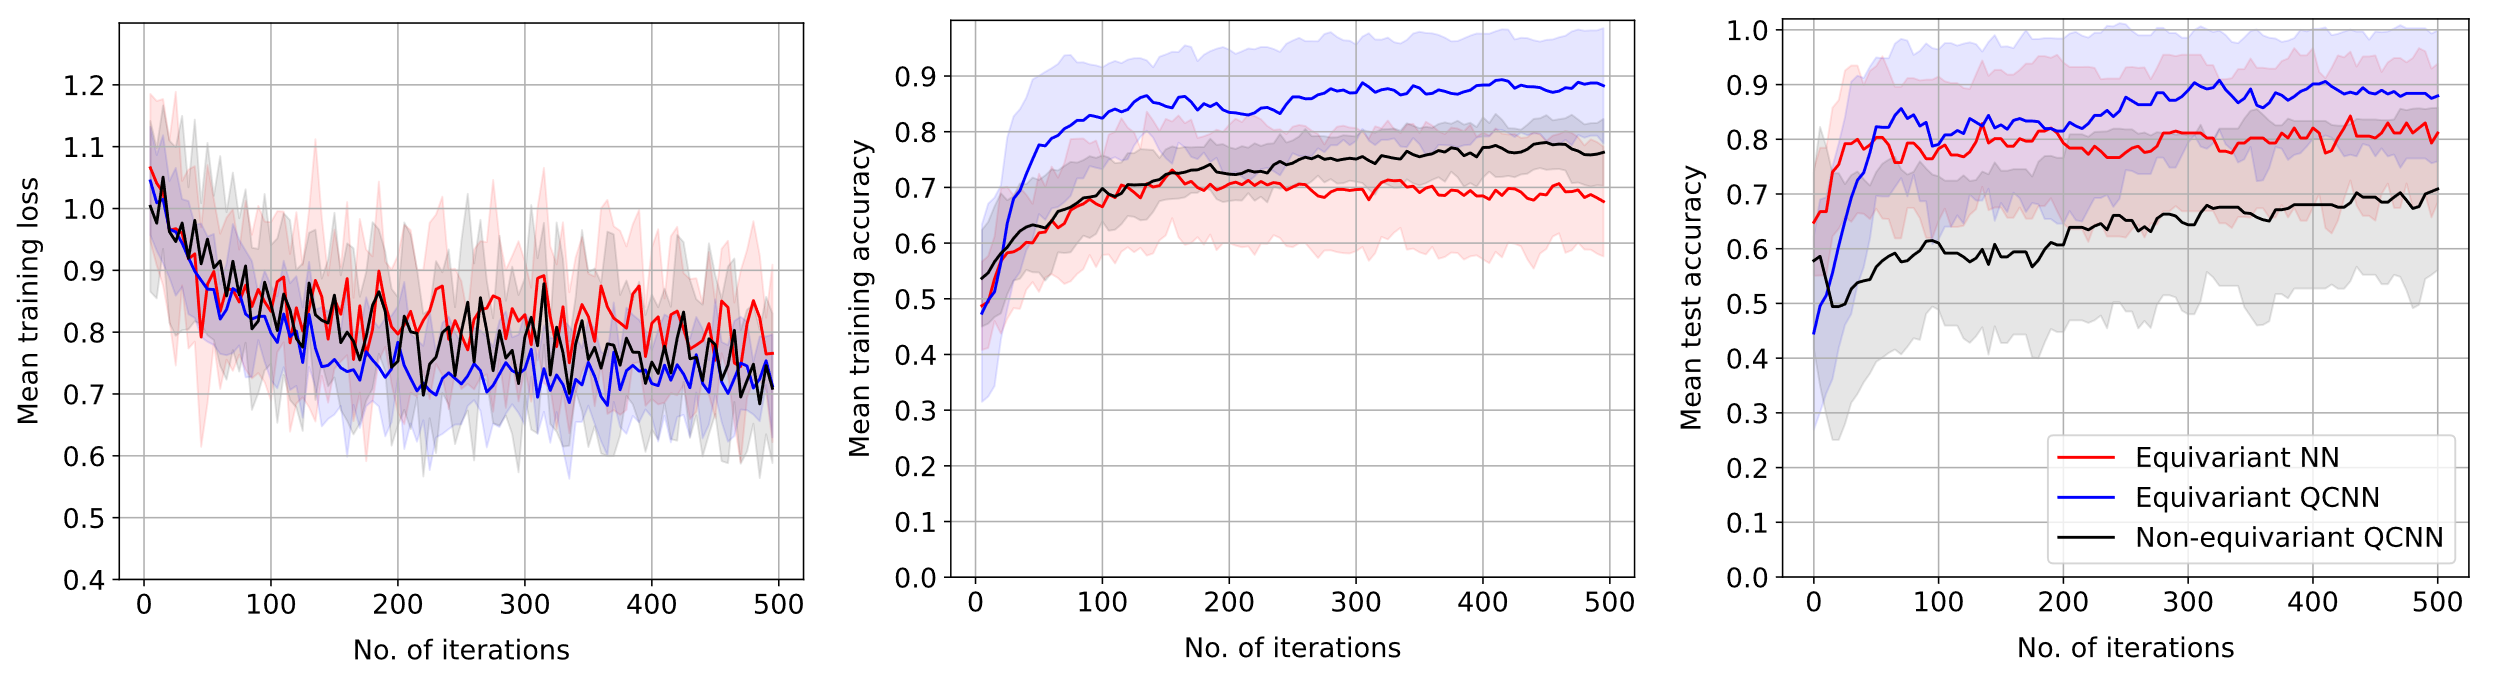 Mean training loss
1.2
1.1
1.0
0.9
0.8
0.7
0.6
0.5
0.4
0 100 200 300 400 500
No. of iterations
Mean training accuracy
0.9
0.8
0.7
0.6
0.5
0.4
0.3
0.2
0.1
0.0
0 100 200 300 400 500
No. of iterations
Mean test accuracy
1.0
0.9
0.8
0.7
0.6
0.5
0.4
0.3
0.2
0.1
0.0
Equivariant NN
Equivariant QCNN
Non-equivariant QCNN
0 100 200 300 400 500
No. of iterations